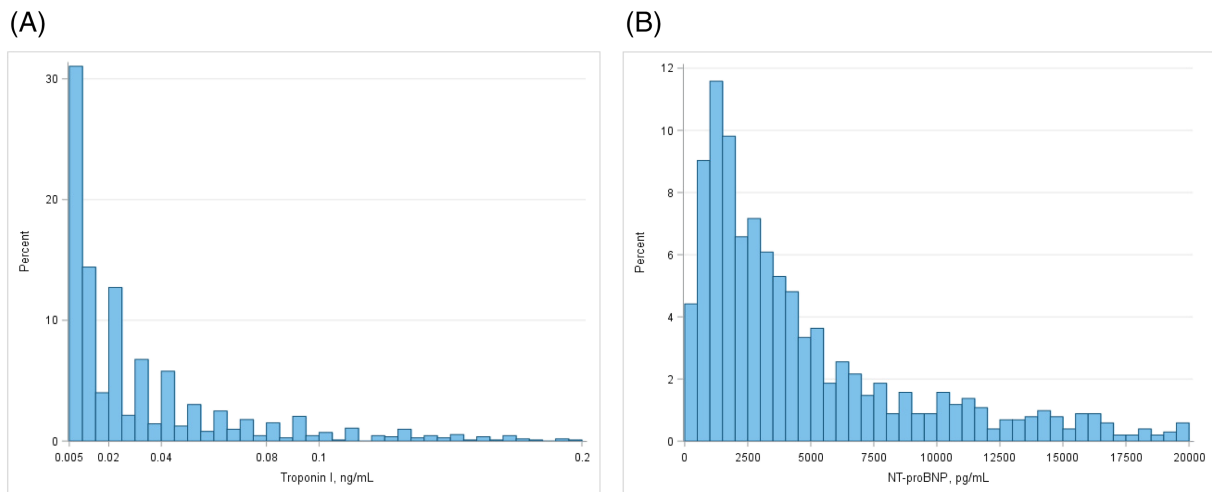 (A)
30
20
10
0
Percent
0.005 0.02 0.04 0.08 0.1 0.2
Troponin I, ng/mL
(B)
12
10
8
6
4
2
0
Percent
0 2500 5000 7500 10000 12500 15000 17500 20000
NT-proBNP, pg/mL